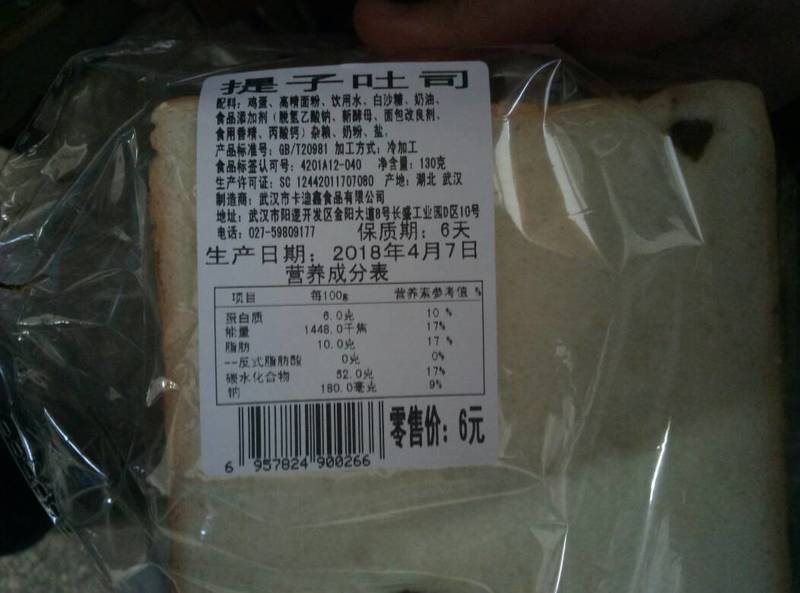 提子吐司
配料：鸡蛋、高精面粉、饮用水、白沙糖、奶油、
食品添加剂（脱氢乙酸钠、新酵母、面包改良剂、
食用香精、丙酸钙）杂粮、奶粉、盐、
产品标准号：GB/T20981 加工方式：冷加工
食品标签认可号：4201A12-040 净含量：130克
生产许可证：SC 12442011707080 产地：湖北 武汉
制造商：武汉市卡迪鑫食品有限公司
地址：武汉市阳逻开发区金阳大道8号长盛工业园D区10号
电话：027-59809177 保质期：6天
生产日期：2018年4月7日
营养成分表
项目 每100g 营养素参考值 %
蛋白质 6.0克 10 %
能量 1448.0千焦 17%
脂肪 10.0克 17 %
--反式脂肪酸 0克 0%
碳水化合物 52.0克 17%
钠 180.0毫克 9%
零售价：6元
6 957824 900266